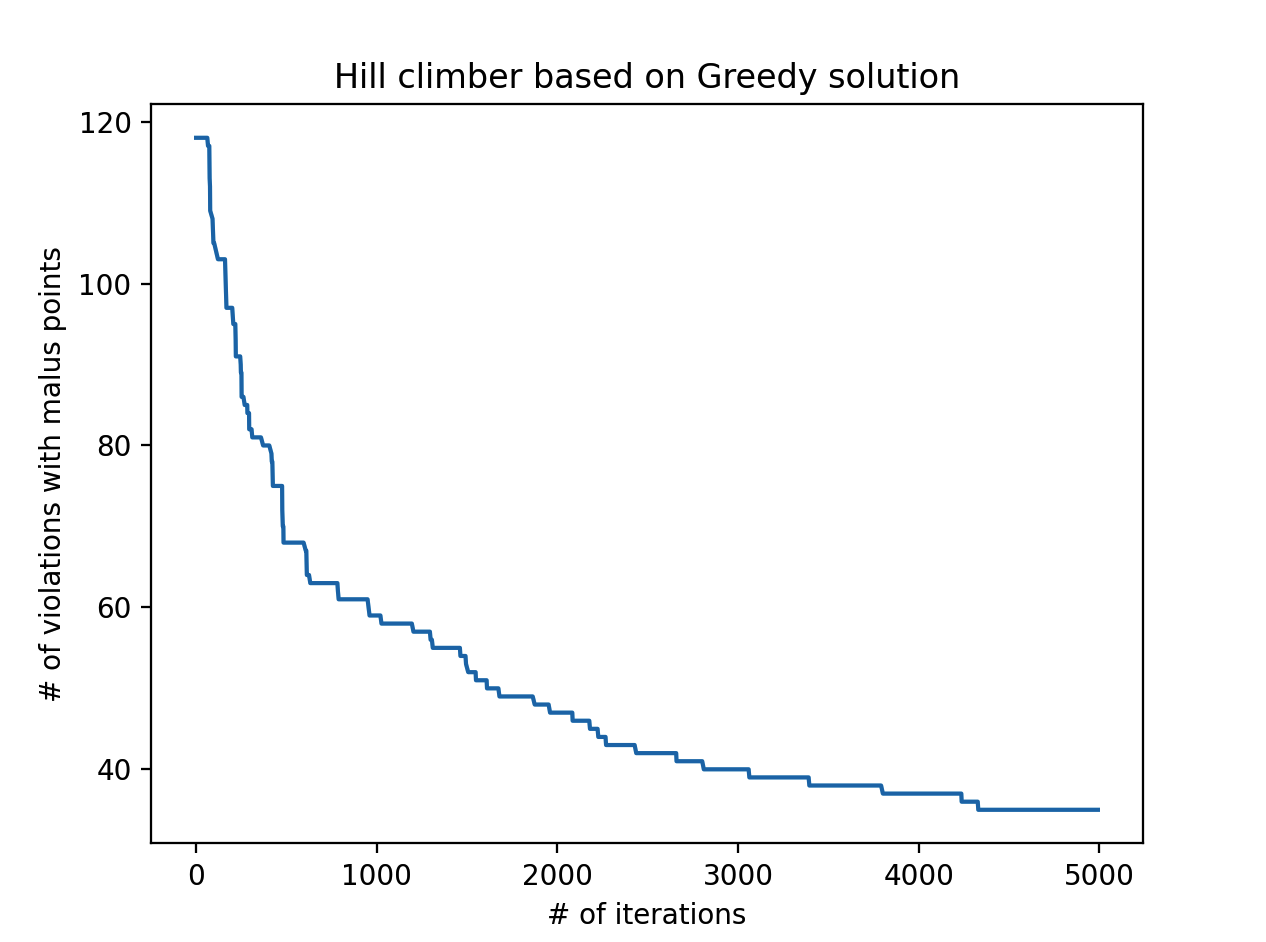 Hill climber based on Greedy solution
120
100
80
60
40
# of violations with malus points
0 1000 2000 3000 4000 5000
# of iterations